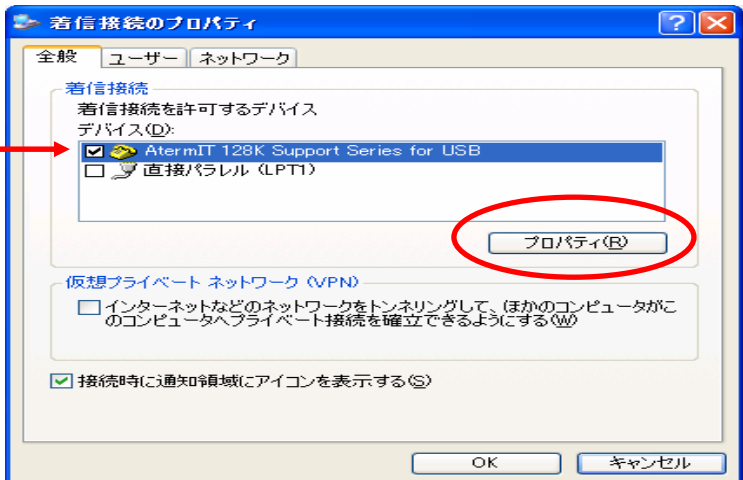 着信接続のプロパティ
全般 ユーザー ネットワーク
着信接続
着信接続を許可するデバイス
デバイス(D):
AtermIT 128K Support Series for USB
直接パラレル (LPT1)
プロパティ(R)
仮想プライベート ネットワーク (VPN)
インターネットなどのネットワークをトンネリングして、ほかのコンピュータがこ
のコンピュータへプライベート接続を確立できるようにする(W)
接続時に通知領域にアイコンを表示する(S)
OK キャンセル